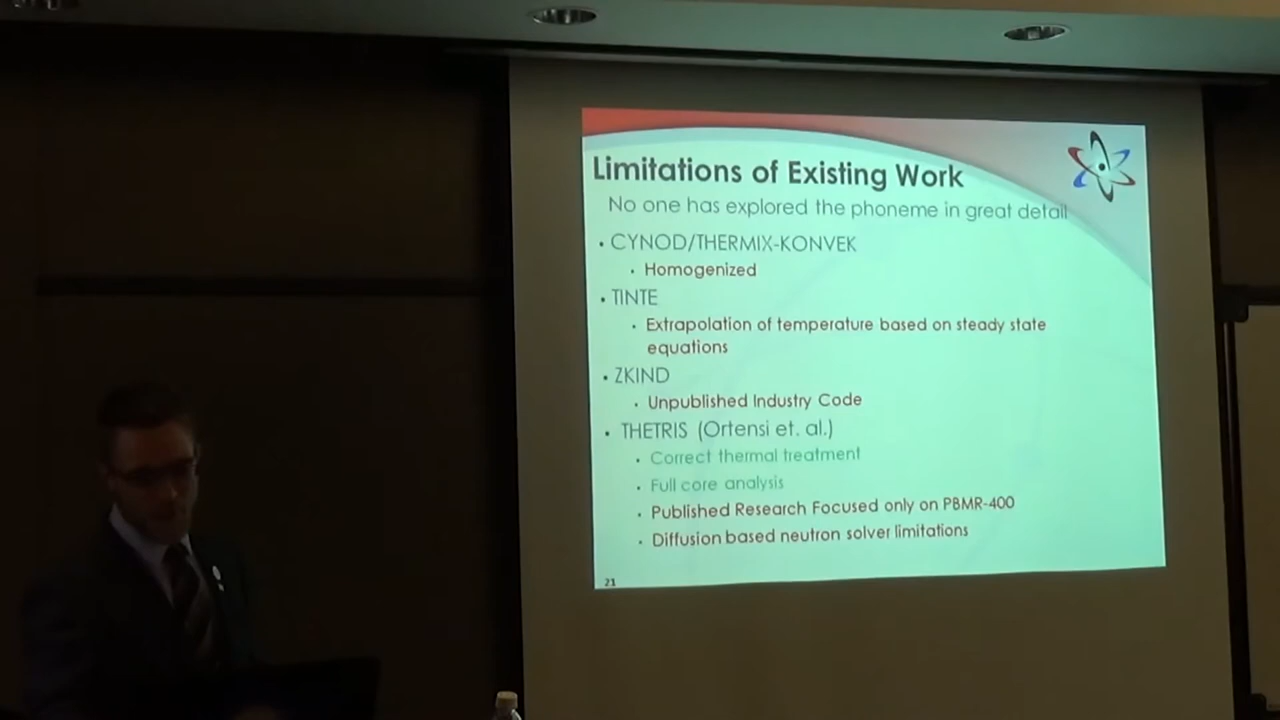 Limitations of Existing Work
No one has explored the phoneme in great detail
• CYNOD/THERMIX-KONVEK
• Homogenized
• TINTE
• Extrapolation of temperature based on steady state
equations
• ZKIND
• Unpublished Industry Code
• THETRIS (Ortensi et. al.)
• Correct thermal treatment
• Full core analysis
• Published Research Focused only on PBMR-400
• Diffusion based neutron solver limitations
21